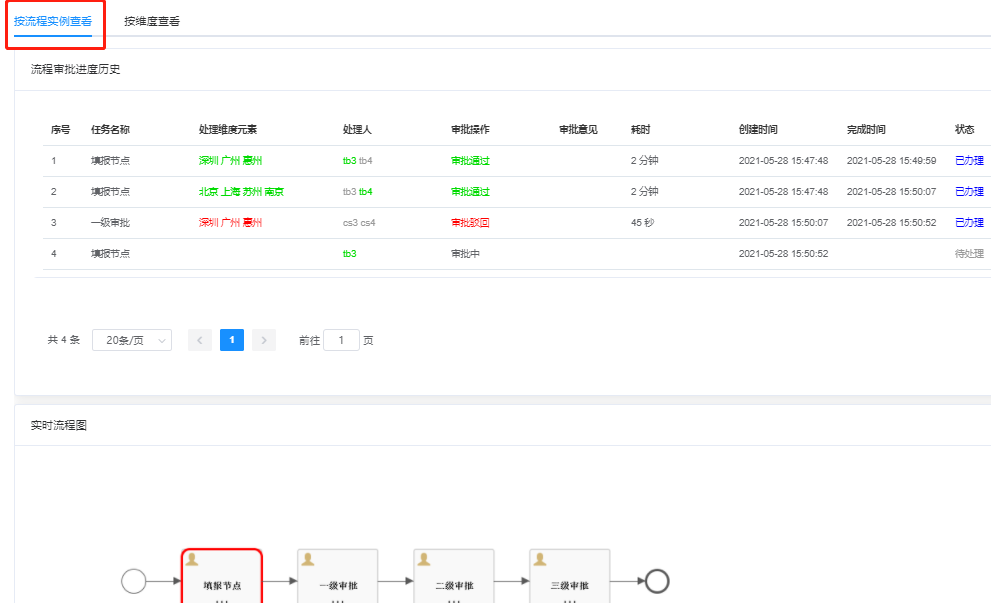 按流程实例查看 按维度查看
流程审批进度历史
序号 任务名称 处理维度元素 处理人 审批操作 审批意见 耗时 创建时间 完成时间 状态
1 填报节点 深圳 广州 惠州 tb3 tb4 审批通过 2 分钟 2021-05-28 15:47:48 2021-05-28 15:49:59 已办理
2 填报节点 北京 上海 苏州 南京 tb3 tb4 审批通过 2 分钟 2021-05-28 15:47:48 2021-05-28 15:50:07 已办理
3 一级审批 深圳 广州 惠州 cs3 cs4 审批驳回 45 秒 2021-05-28 15:50:07 2021-05-28 15:50:52 已办理
4 填报节点 tb3 审批中 2021-05-28 15:50:52 待处理
共 4 条 20条/页 1 前往 1 页
实时流程图
填报节点 一级审批 二级审批 三级审批